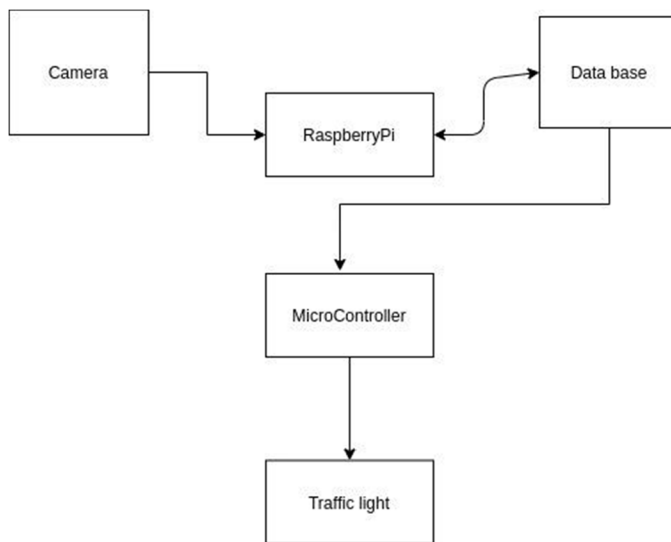 Camera
Data base
RaspberryPi
MicroController
Traffic light